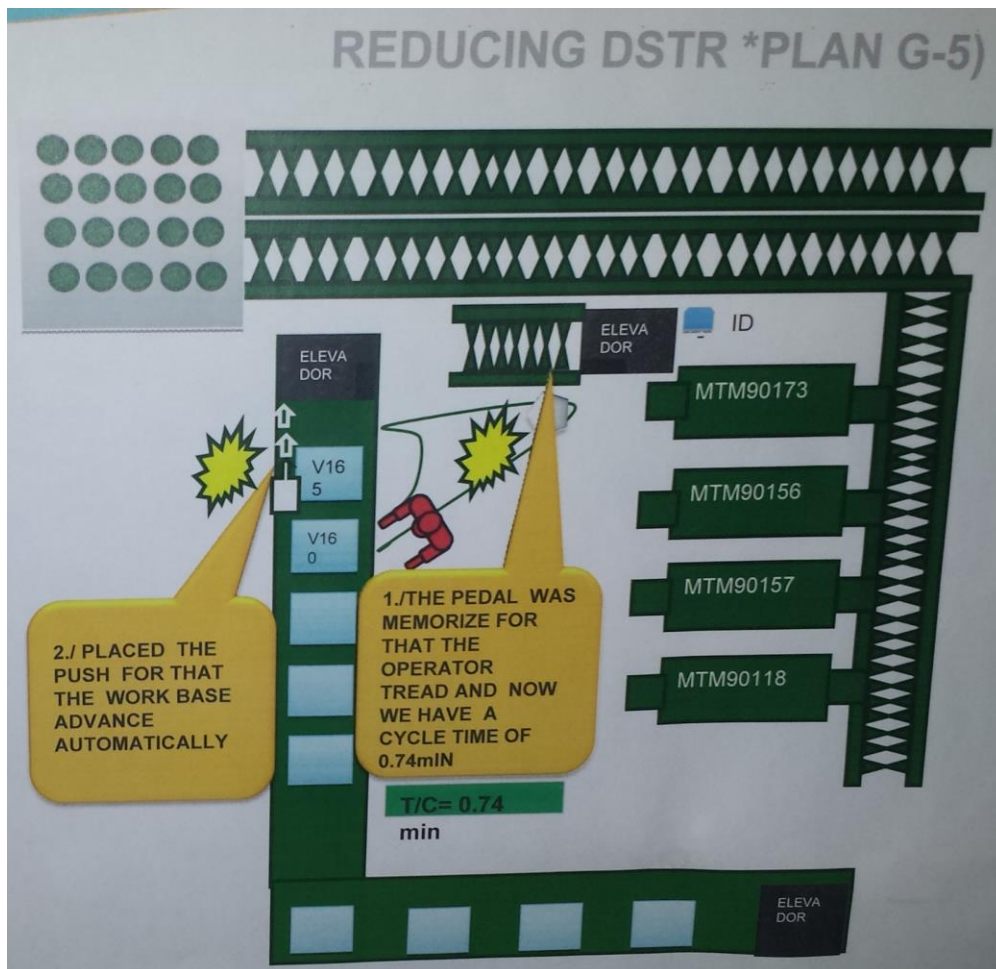 REDUCING DSTR *PLAN G-5)
ELEVA
DOR
ELEVA
DOR
ID
MTM90173
V16
5
MTM90156
V16
0
MTM90157
1./THE PEDAL WAS
MEMORIZE FOR
THAT THE
OPERATOR
TREAD AND NOW
WE HAVE A
CYCLE TIME OF
0.74mIN
2./ PLACED THE
PUSH FOR THAT
THE WORK BASE
ADVANCE
AUTOMATICALLY
MTM90118
T/C= 0.74
min
ELEVA
DOR